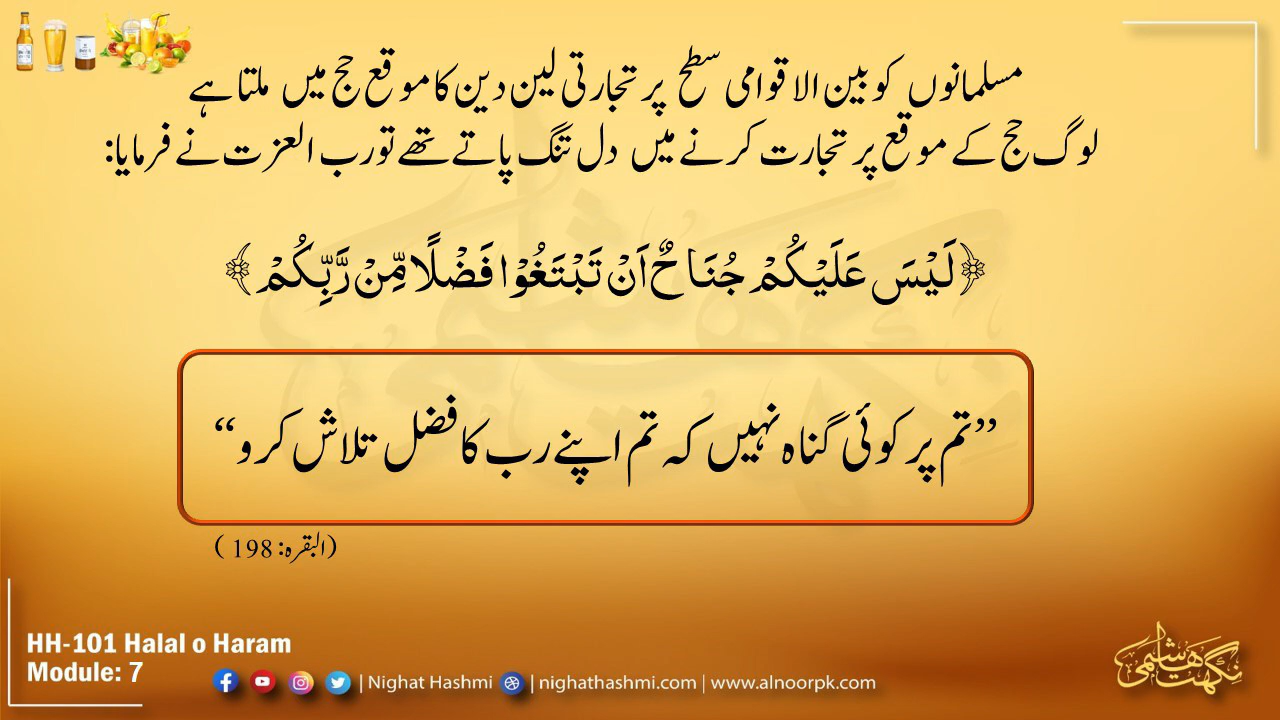 مسلمانوں کو بین الاقوامی سطح پر تجارتی لین دین کا موقع حج میں ملتا ہے
لوگ حج کے موقع پر تجارت کرنے میں دل تنگ پاتے تھے تو رب العزت نے فرمایا:
﴿لَيْسَ عَلَيْكُمْ جُنَاحٌ اَنْ تَبْتَغُوْا فَضْلًا مِّنْ رَّبِّكُمْ﴾
”تم پر کوئی گناہ نہیں کہ تم اپنے رب کا فضل تلاش کرو“
(البقرہ: 198 )
HH-101 Halal o Haram
Module: 7
| Nighat Hashmi | nighathashmi.com | www.alnoorpk.com
نگہت ہاشمی